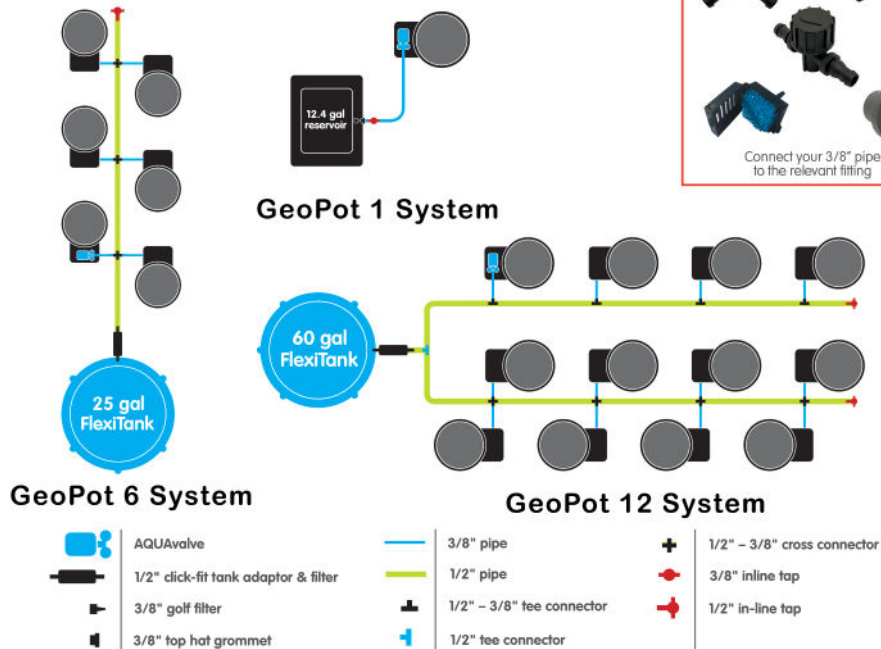 12.4 gal
reservoir
Connect your 3/8" pipe
to the relevant fitting
GeoPot 1 System
60 gal
FlexiTank
25 gal
FlexiTank
GeoPot 6 System
GeoPot 12 System
AQUAvalve
1/2" click-fit tank adaptor & filter
3/8" golf filter
3/8" top hat grommet
3/8" pipe
1/2" pipe
1/2" – 3/8" tee connector
1/2" tee connector
1/2" – 3/8" cross connector
3/8" inline tap
1/2" in-line tap